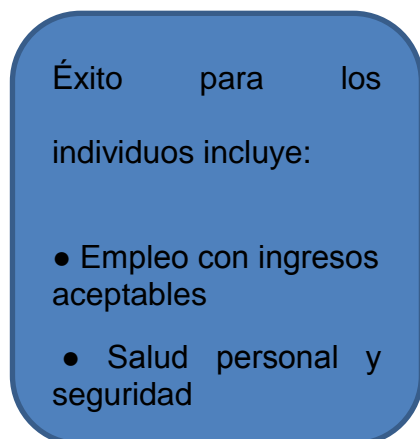 Éxito para los
individuos incluye:
● Empleo con ingresos
aceptables
● Salud personal y
seguridad